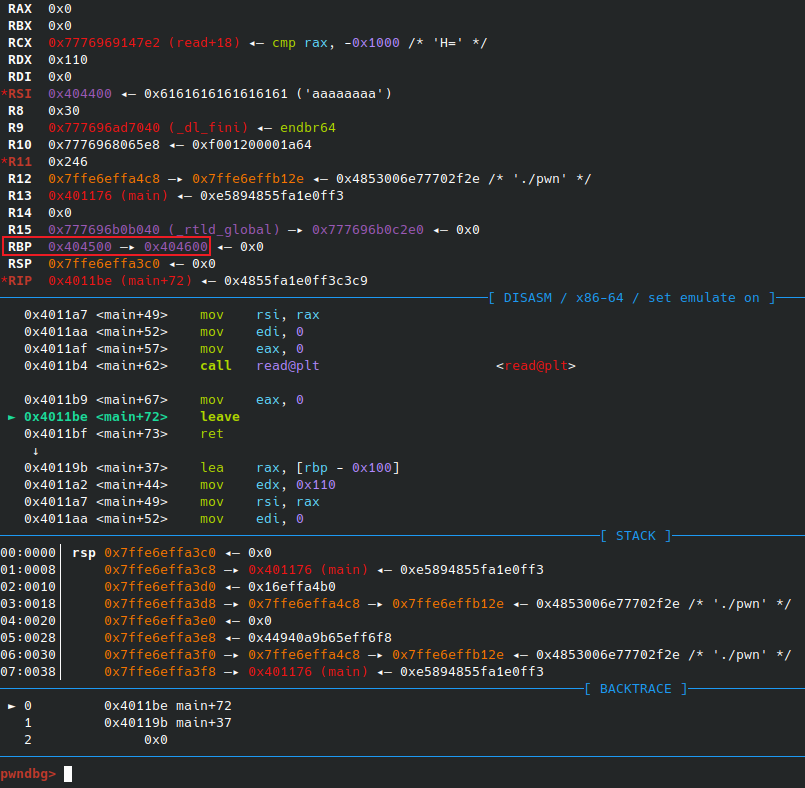 RAX 0x0
RBX 0x0
RCX 0x7776969147e2 (read+18) ◂— cmp rax, -0x1000 /* 'H=' */
RDX 0x110
RDI 0x0
*RSI 0x404400 ◂— 0x6161616161616161 ('aaaaaaaa')
R8 0x30
R9 0x777696ad7040 (_dl_fini) ◂— endbr64
R10 0x7776968065e8 ◂— 0xf001200001a64
*R11 0x246
R12 0x7ffe6effa4c8 —▸ 0x7ffe6effb12e ◂— 0x4853006e77702f2e /* './pwn' */
R13 0x401176 (main) ◂— 0xe5894855fa1e0ff3
R14 0x0
R15 0x777696b0b040 (_rtld_global) —▸ 0x777696b0c2e0 ◂— 0x0
RBP 0x404500 —▸ 0x404600 ◂— 0x0
RSP 0x7ffe6effa3c0 ◂— 0x0
*RIP 0x4011be (main+72) ◂— 0x4855fa1e0ff3c3c9
[ DISASM / x86-64 / set emulate on ]
0x4011a7 <main+49> mov rsi, rax
0x4011aa <main+52> mov edi, 0
0x4011af <main+57> mov eax, 0
0x4011b4 <main+62> call read@plt <read@plt>
0x4011b9 <main+67> mov eax, 0
► 0x4011be <main+72> leave
0x4011bf <main+73> ret
↓
0x40119b <main+37> lea rax, [rbp - 0x100]
0x4011a2 <main+44> mov edx, 0x110
0x4011a7 <main+49> mov rsi, rax
0x4011aa <main+52> mov edi, 0
[ STACK ]
00:0000│ rsp 0x7ffe6effa3c0 ◂— 0x0
01:0008│ 0x7ffe6effa3c8 —▸ 0x401176 (main) ◂— 0xe5894855fa1e0ff3
02:0010│ 0x7ffe6effa3d0 ◂— 0x16effa4b0
03:0018│ 0x7ffe6effa3d8 —▸ 0x7ffe6effa4c8 —▸ 0x7ffe6effb12e ◂— 0x4853006e77702f2e /* './pwn' */
04:0020│ 0x7ffe6effa3e0 ◂— 0x0
05:0028│ 0x7ffe6effa3e8 ◂— 0x44940a9b65eff6f8
06:0030│ 0x7ffe6effa3f0 —▸ 0x7ffe6effa4c8 —▸ 0x7ffe6effb12e ◂— 0x4853006e77702f2e /* './pwn' */
07:0038│ 0x7ffe6effa3f8 —▸ 0x401176 (main) ◂— 0xe5894855fa1e0ff3
[ BACKTRACE ]
► 0 0x4011be main+72
1 0x40119b main+37
2 0x0
pwndbg>